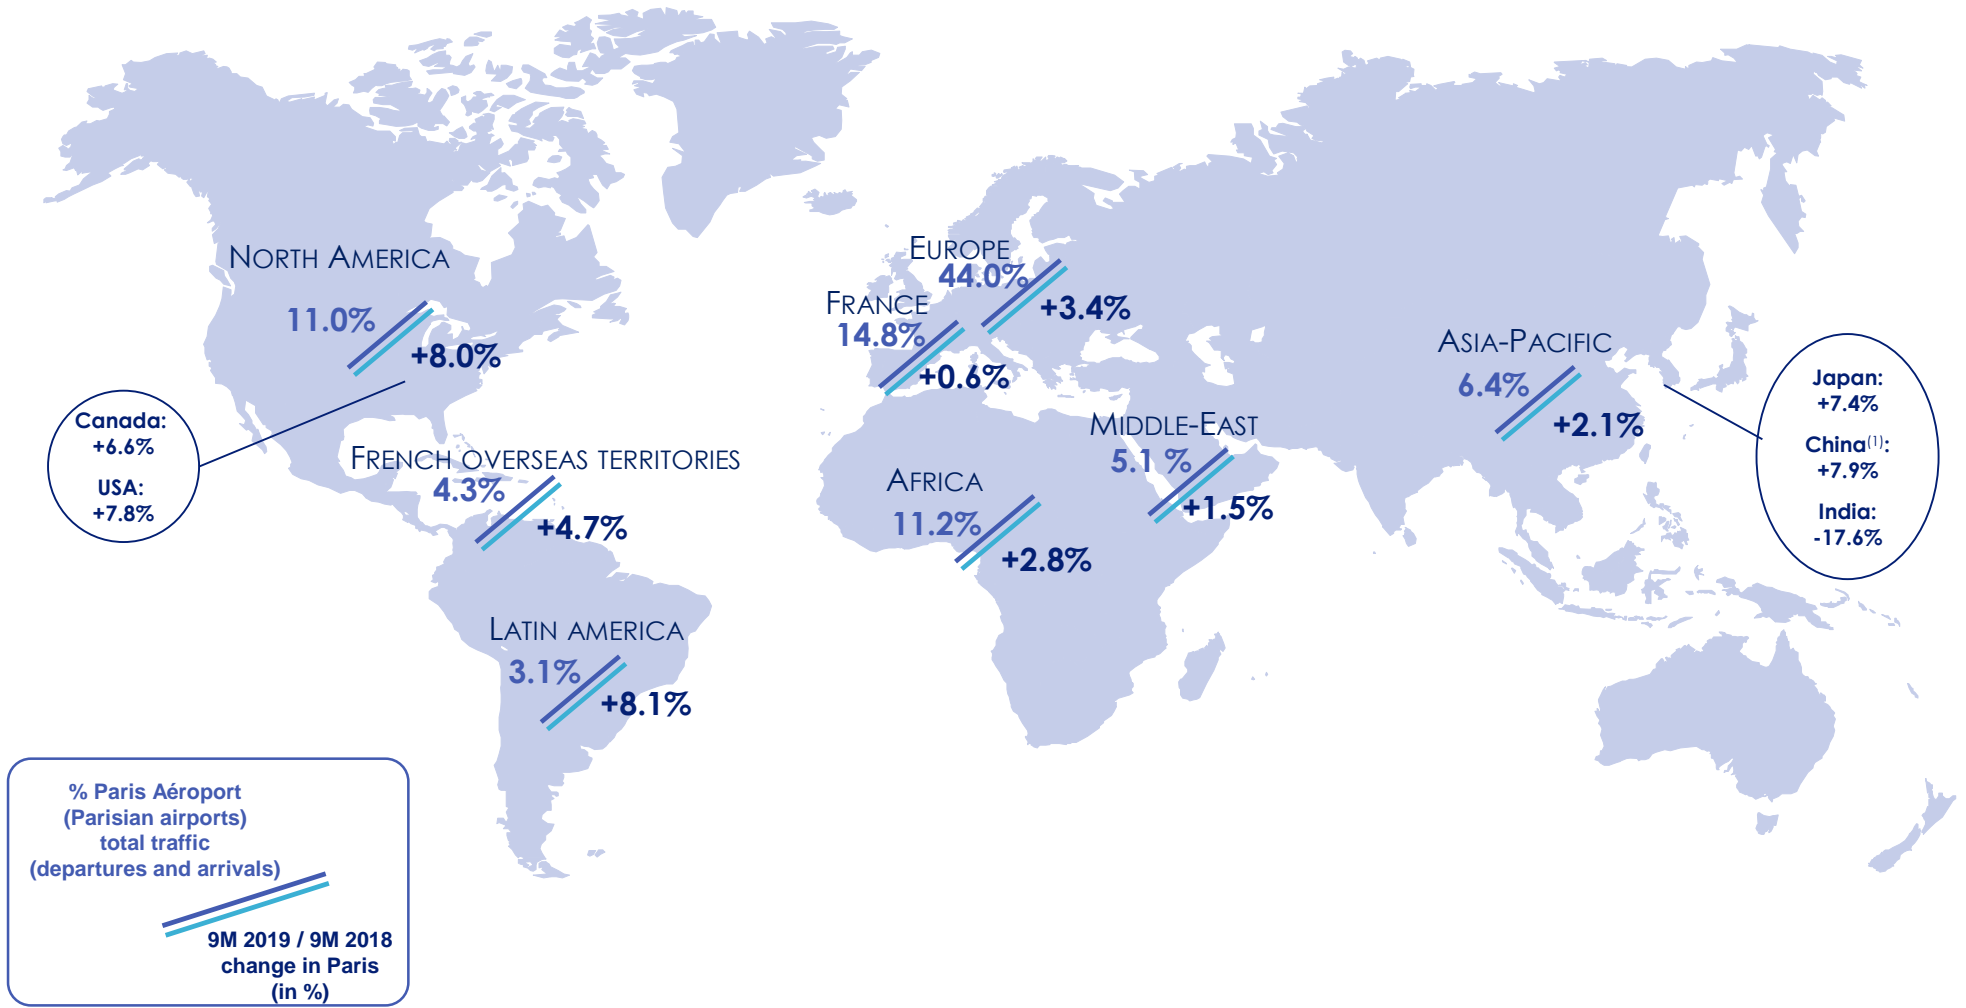 NORTH AMERICA
11.0%
+8.0%
Canada:
+6.6%
USA:
+7.8%
FRENCH OVERSEAS TERRITORIES
4.3%
+4.7%
LATIN AMERICA
3.1%
+8.1%
EUROPE
44.0%
+3.4%
FRANCE
14.8%
+0.6%
MIDDLE-EAST
5.1 %
+1.5%
AFRICA
11.2%
+2.8%
ASIA-PACIFIC
6.4%
+2.1%
Japan:
+7.4%
China(1):
+7.9%
India:
-17.6%
% Paris Aéroport
(Parisian airports)
total traffic
(departures and arrivals)
9M 2019 / 9M 2018
change in Paris
(in %)